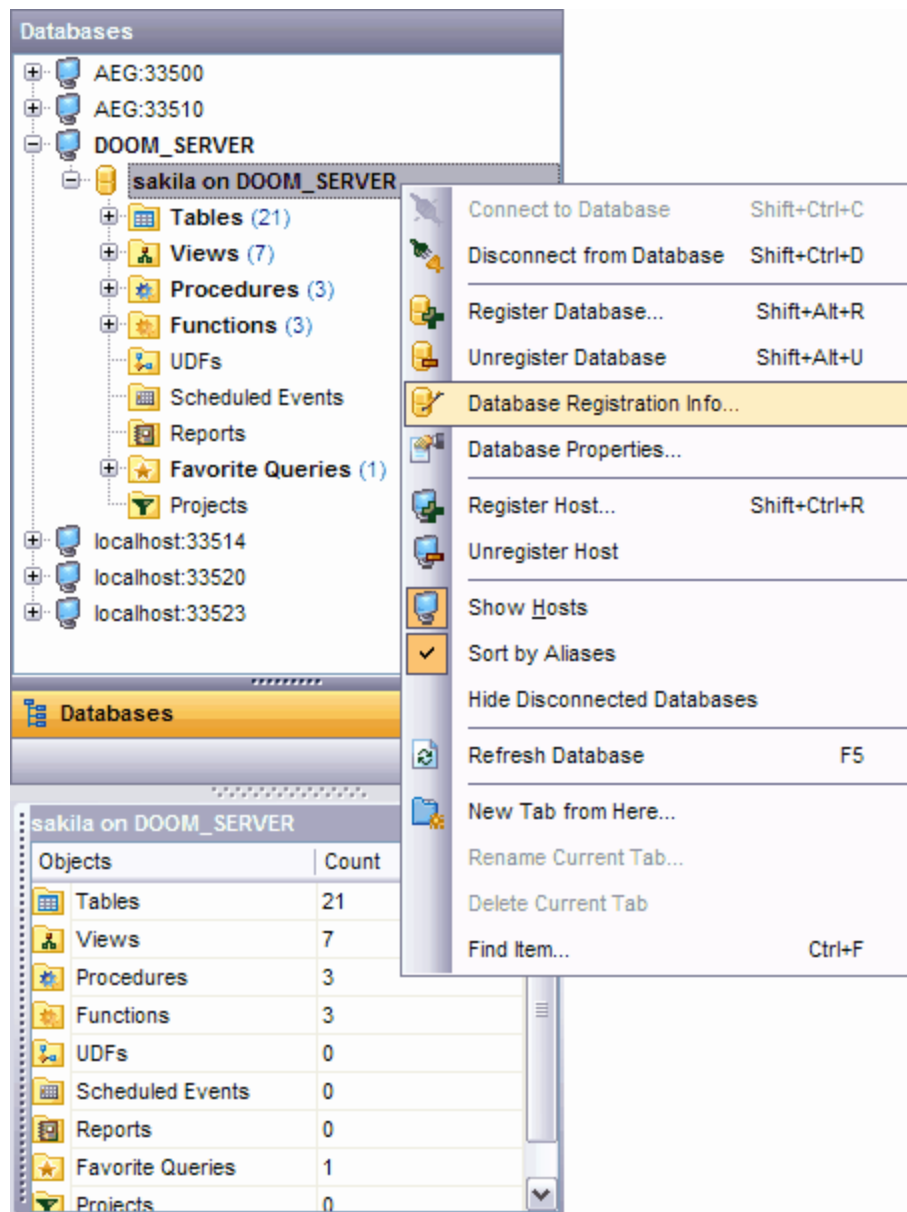 Databases
AEG:33500
AEG:33510
DOOM_SERVER
sakila on DOOM_SERVER
Tables (21)
Views (7)
Procedures (3)
Functions (3)
UDFs
Scheduled Events
Reports
Favorite Queries (1)
Projects
localhost:33514
localhost:33520
localhost:33523
Connect to Database Shift+Ctrl+C
Disconnect from Database Shift+Ctrl+D
Register Database... Shift+Alt+R
Unregister Database Shift+Alt+U
Database Registration Info...
Database Properties...
Register Host... Shift+Ctrl+R
Unregister Host
Show Hosts
Sort by Aliases
Hide Disconnected Databases
Refresh Database F5
New Tab from Here...
Rename Current Tab...
Delete Current Tab
Find Item... Ctrl+F
Databases
sakila on DOOM_SERVER
Objects Count
Tables 21
Views 7
Procedures 3
Functions 3
UDFs 0
Scheduled Events 0
Reports 0
Favorite Queries 1
Projects 0